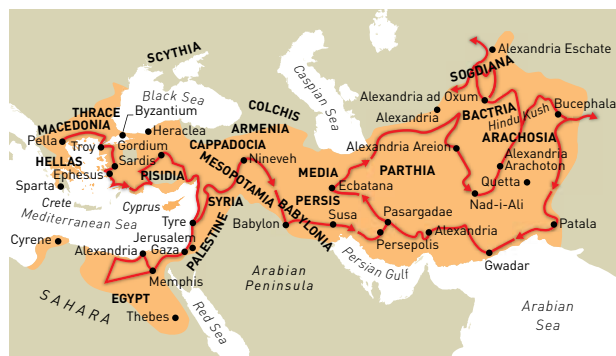 SCYTHIA
Alexandria Eschate
SOGDIANA
Caspian Sea
Black Sea
Alexandria ad Oxum
THRACE
Byzantium
COLCHIS
Alexandria
BACTRIA
Bucephala
MACEDONIA
Heraclea
ARMENIA
Hindu Kush
Pella
Troy
Gordium
CAPPADOCIA
Alexandria Areion
ARACHOSIA
HELLAS
Sardis
Nineveh
MEDIA
PARTHIA
Alexandria
Arachoton
Ephesus
PISIDIA
MESOPOTAMIA
Ecbatana
Quetta
Sparta
SYRIA
PERSIS
Nad-i-Ali
Crete
Cyprus
BABYLONIA
Susa
Pasargadae
Mediterranean Sea
Tyre
Babylon
Alexandria
Patala
Cyrene
Jerusalem
PALESTINE
Persepolis
Alexandria
Gaza
Persian Gulf
Gwadar
Memphis
Arabian
Peninsula
SAHARA
EGYPT
Red Sea
Arabian
Sea
Thebes